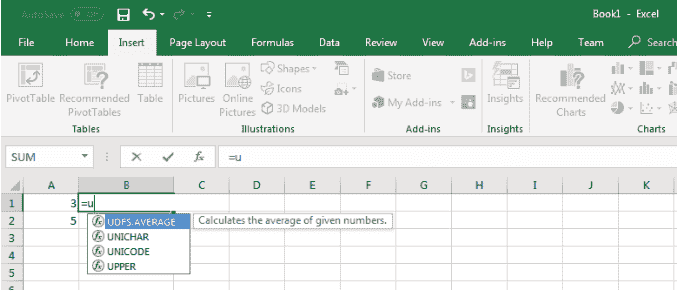 AutoSave Off Book1 - Excel
File Home Insert Page Layout Formulas Data Review View Add-ins Help Team Search
PivotTable Recommended PivotTables Table Pictures Online Pictures Shapes Icons 3D Models Store My Add-ins Insights Recommended Charts
Tables Illustrations Add-ins Insights Charts
SUM fx =u
A B C D E F G H I J K
1 3 =u
2 5 UDFS.AVERAGE Calculates the average of given numbers.
3 UNICHAR
4 UNICODE
5 UPPER